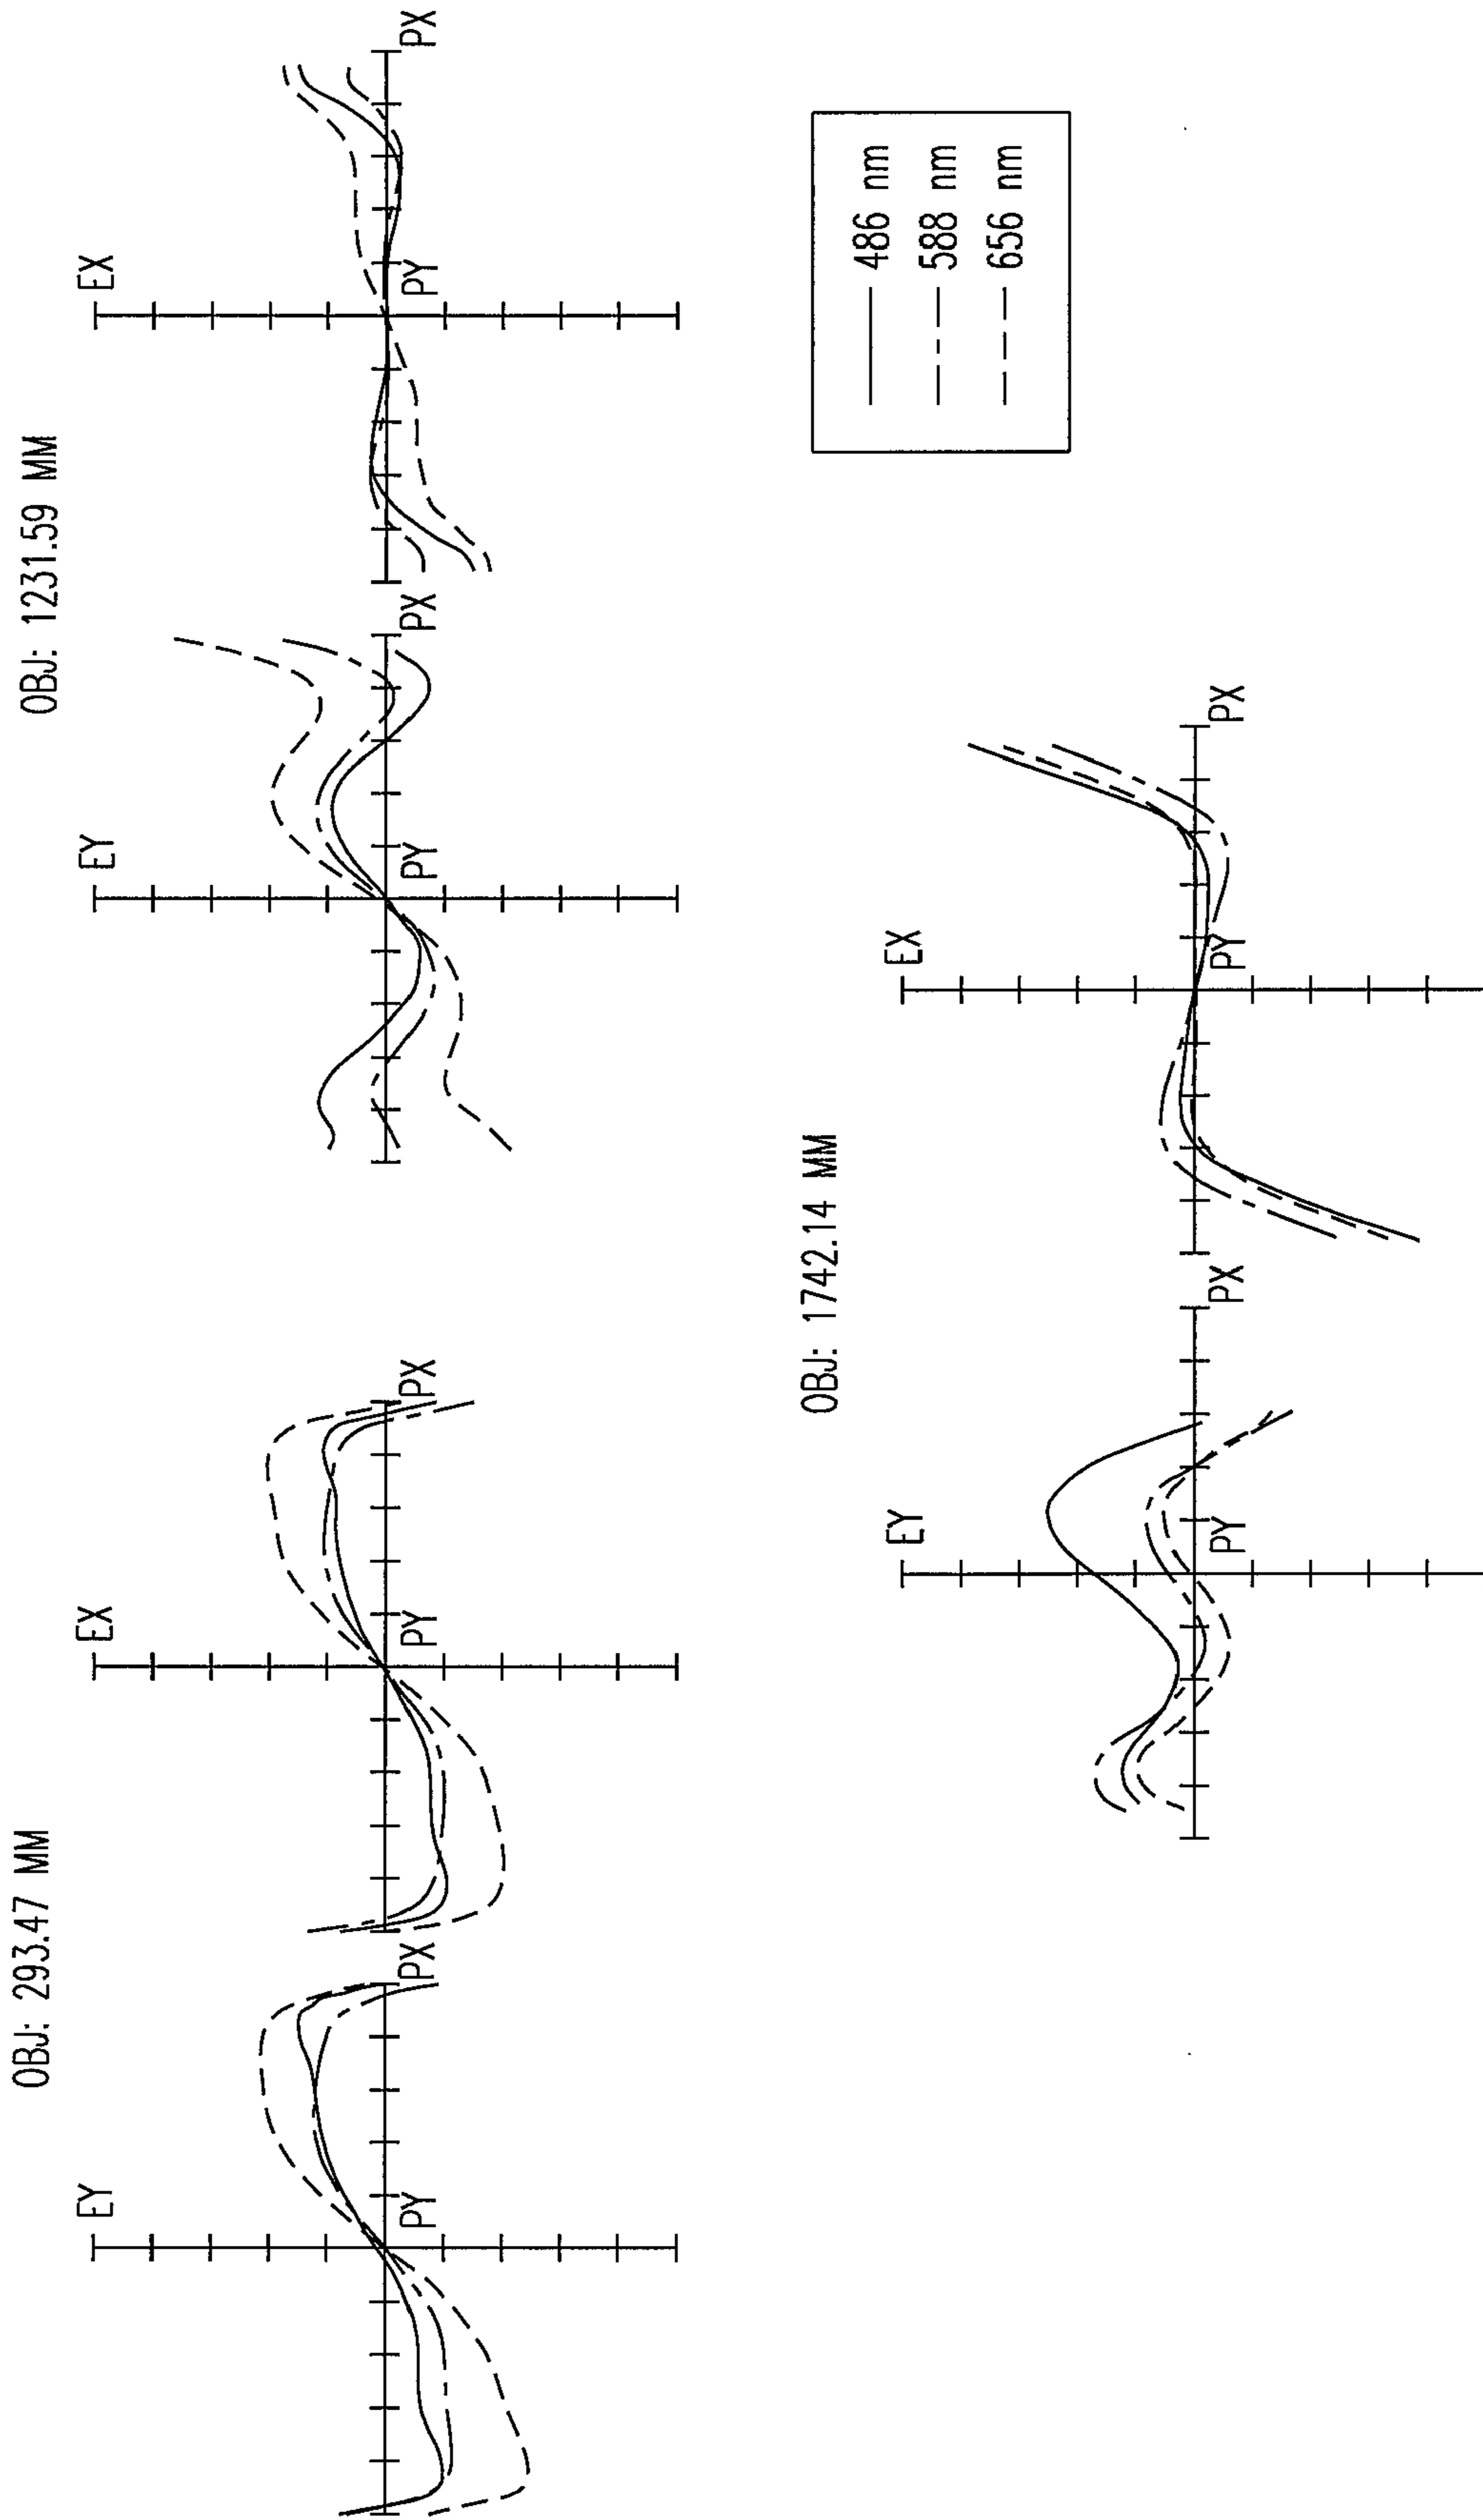 OBJ: 293.47 MM
EY
PY
PX
EX
PY
PX
OBJ: 1231.59 MM
EY
PY
PX
EX
PY
PX
OBJ: 1742.14 MM
EY
PY
PX
EX
PY
PX
486 nm
588 nm
656 nm